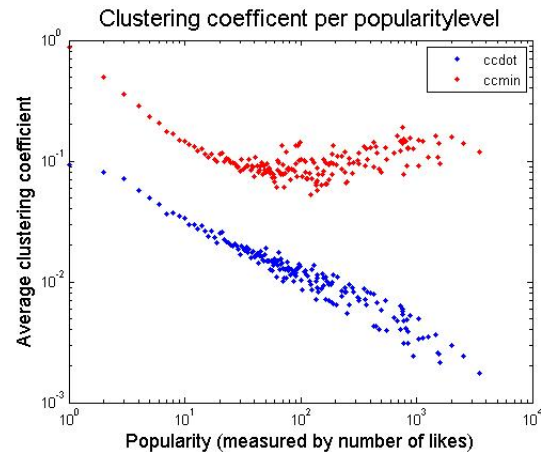 Clustering coefficent per popularitylevel
10^0
10^-1
10^-2
10^-3
Average clustering coefficient
ccdot
ccmin
10^0
10^1
10^2
10^3
10^4
Popularity (measured by number of likes)